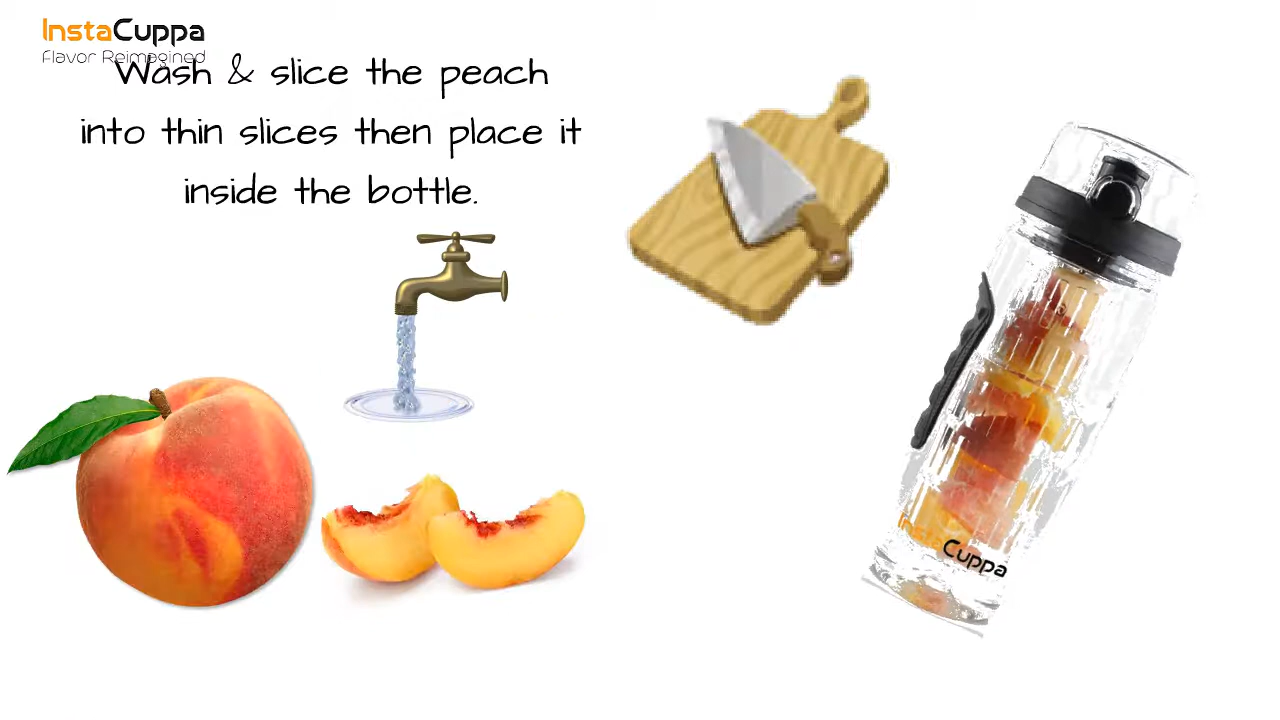 InstaCuppa
Flavor Reimagined
Wash & slice the peach
into thin slices then place it
inside the bottle.
Cuppa